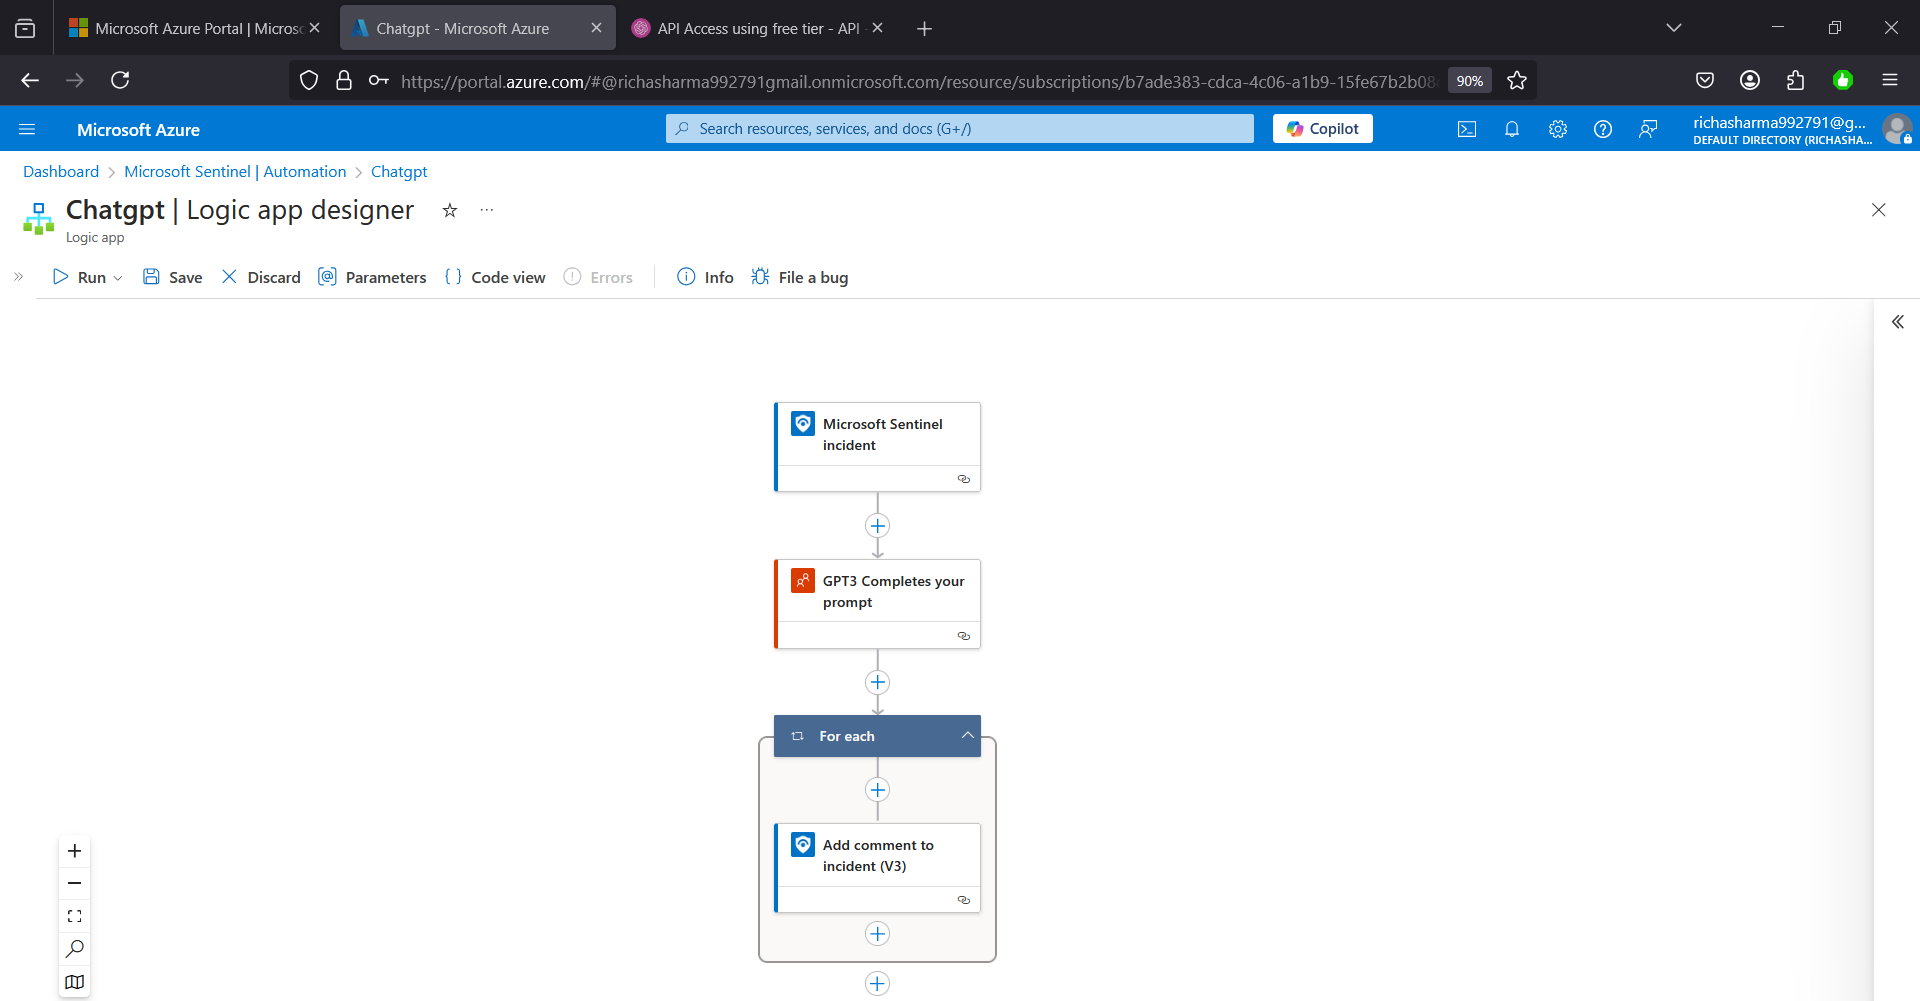 Microsoft Azure Portal | Microsc
Chatgpt - Microsoft Azure
API Access using free tier - API -
https://portal.azure.com/#@richasharma992791gmail.onmicrosoft.com/resource/subscriptions/b7ade383-cdca-4c06-a1b9-15fe67b2b08
90%
Microsoft Azure
Search resources, services, and docs (G+/)
Copilot
richasharma992791@g...
DEFAULT DIRECTORY (RICHASHA...
Dashboard > Microsoft Sentinel | Automation > Chatgpt
Chatgpt | Logic app designer
Logic app
Run
Save
Discard
Parameters
Code view
Errors
Info
File a bug
Microsoft Sentinel
incident
GPT3 Completes your
prompt
For each
Add comment to
incident (V3)